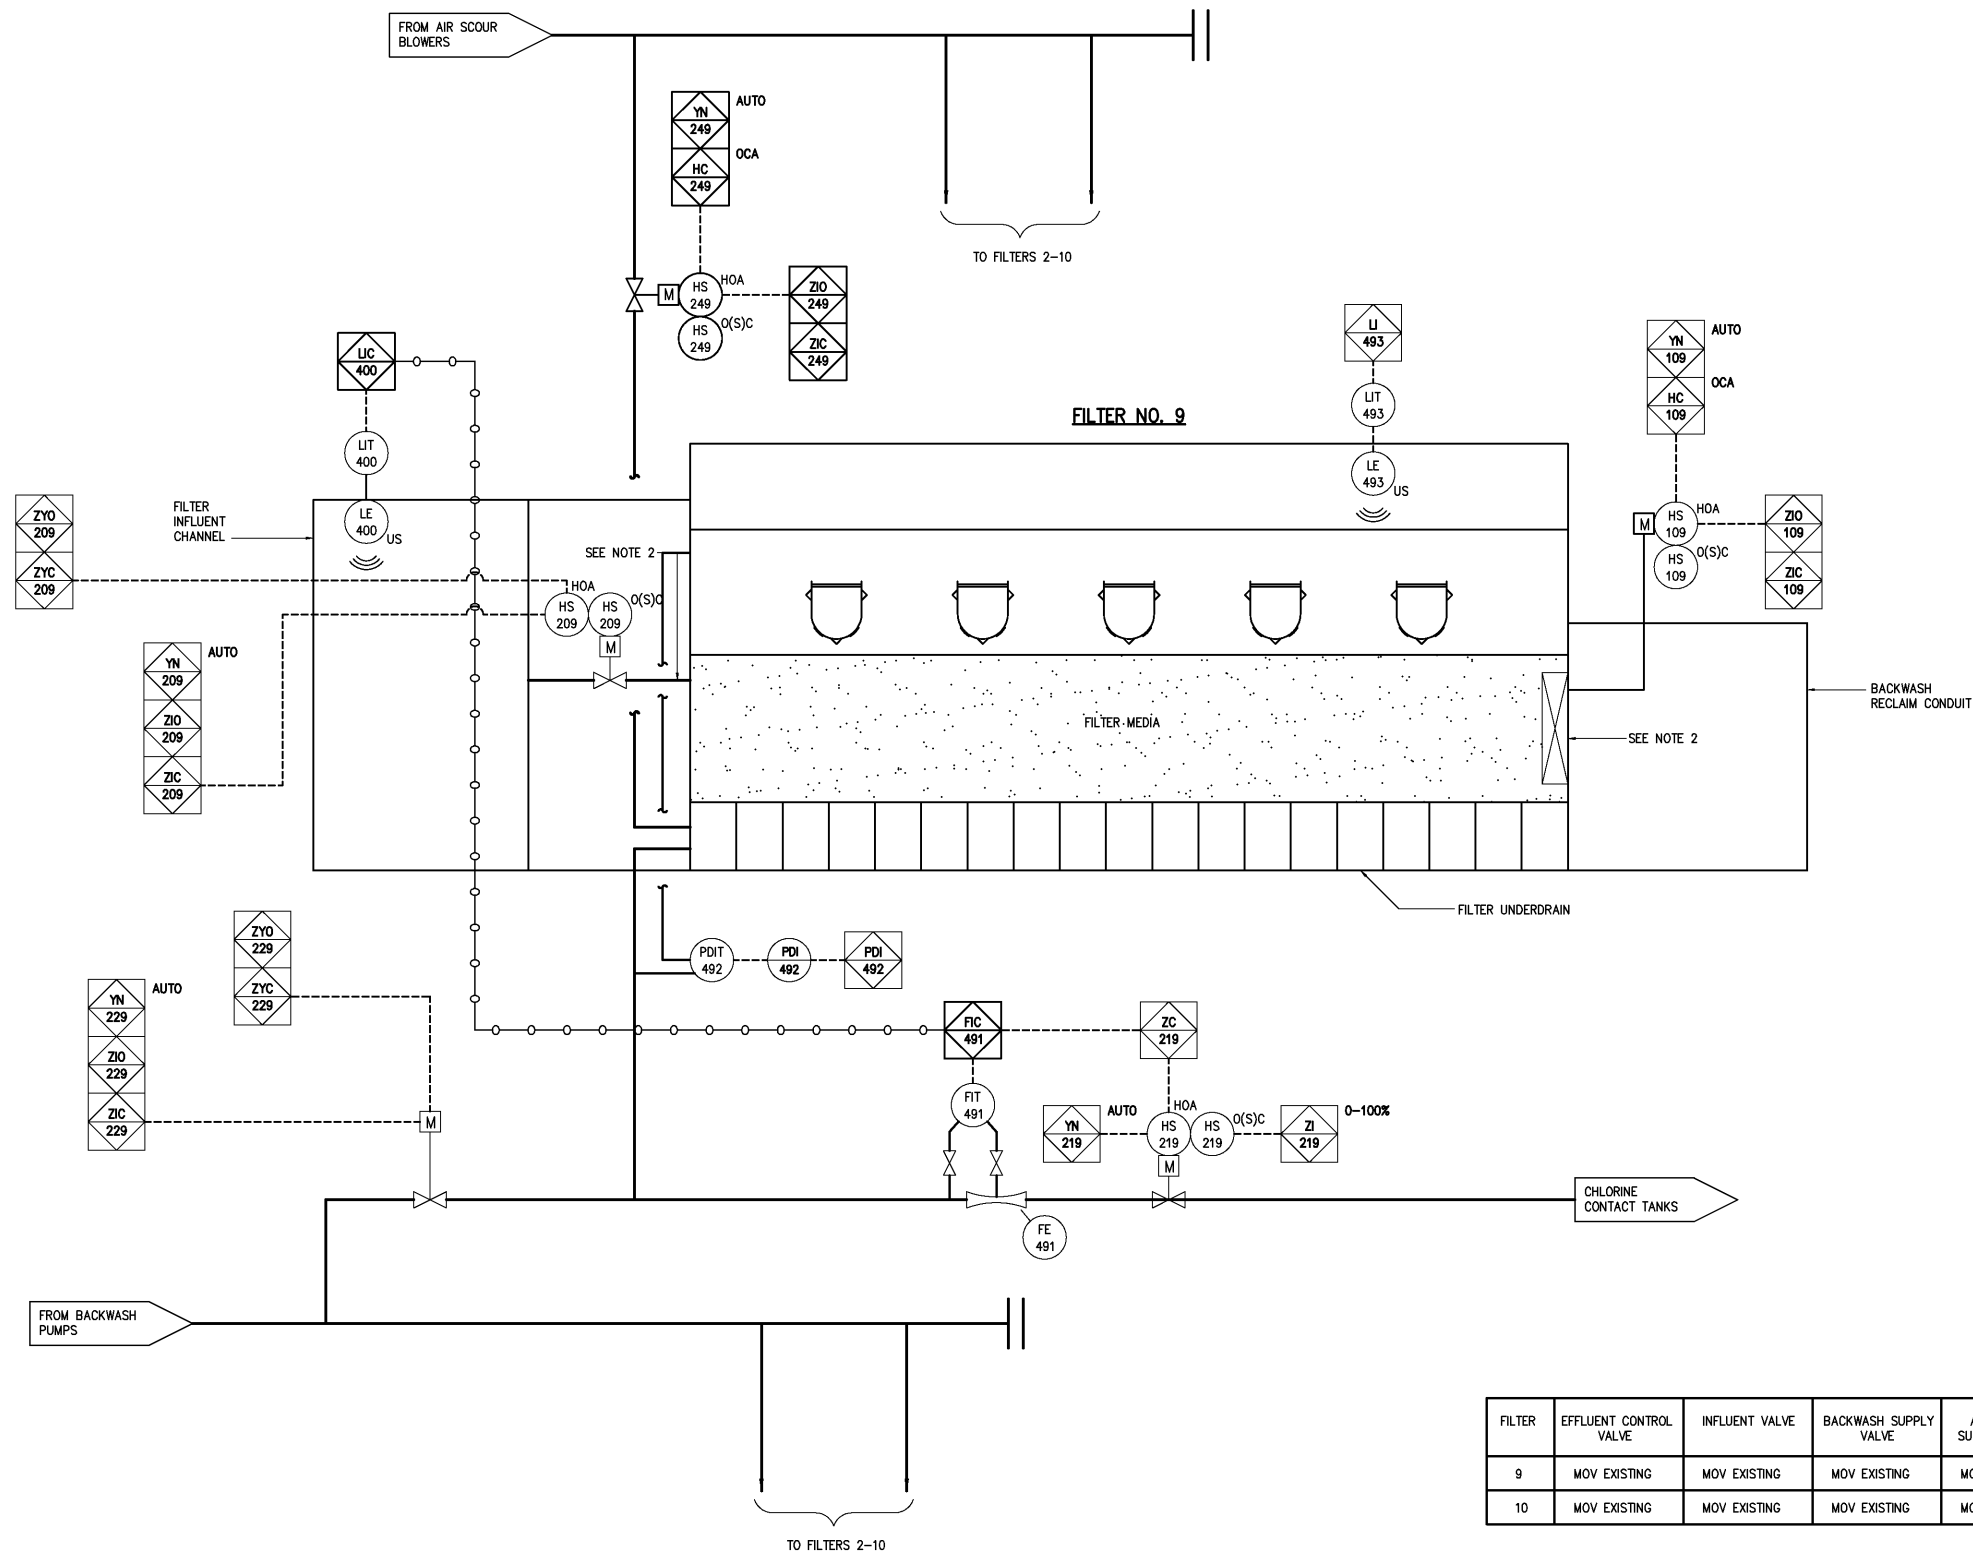 FROM AIR SCOUR
BLOWERS
YN
249
AUTO
HC
249
OCA
TO FILTERS 2-10
M
HS
249
HOA
HS
249
O(S)C
ZIO
249
ZIC
249
LIC
400
LIT
400
LE
400
US
FILTER
INFLUENT
CHANNEL
FILTER NO. 9
LI
493
LIT
493
LE
493
US
YN
109
AUTO
HC
109
OCA
M
HS
109
HOA
HS
109
O(S)C
ZIO
109
ZIC
109
ZYO
209
ZYC
209
SEE NOTE 2
HOA
HS
209
HS
209
O(S)C
M
YN
209
AUTO
ZIO
209
ZIC
209
FILTER MEDIA
BACKWASH
RECLAIM CONDUIT
SEE NOTE 2
FILTER UNDERDRAIN
ZYO
229
ZYC
229
YN
229
AUTO
ZIO
229
ZIC
229
M
PDIT
492
PDI
492
PDI
492
FIC
491
ZC
219
FIT
491
YN
219
AUTO
HS
219
HOA
HS
219
O(S)C
ZI
219
0-100%
M
FE
491
CHLORINE
CONTACT TANKS
FROM BACKWASH
PUMPS
TO FILTERS 2-10
FILTER
EFFLUENT CONTROL
VALVE
INFLUENT VALVE
BACKWASH SUPPLY
VALVE
9
MOV EXISTING
MOV EXISTING
MOV EXISTING
10
MOV EXISTING
MOV EXISTING
MOV EXISTING